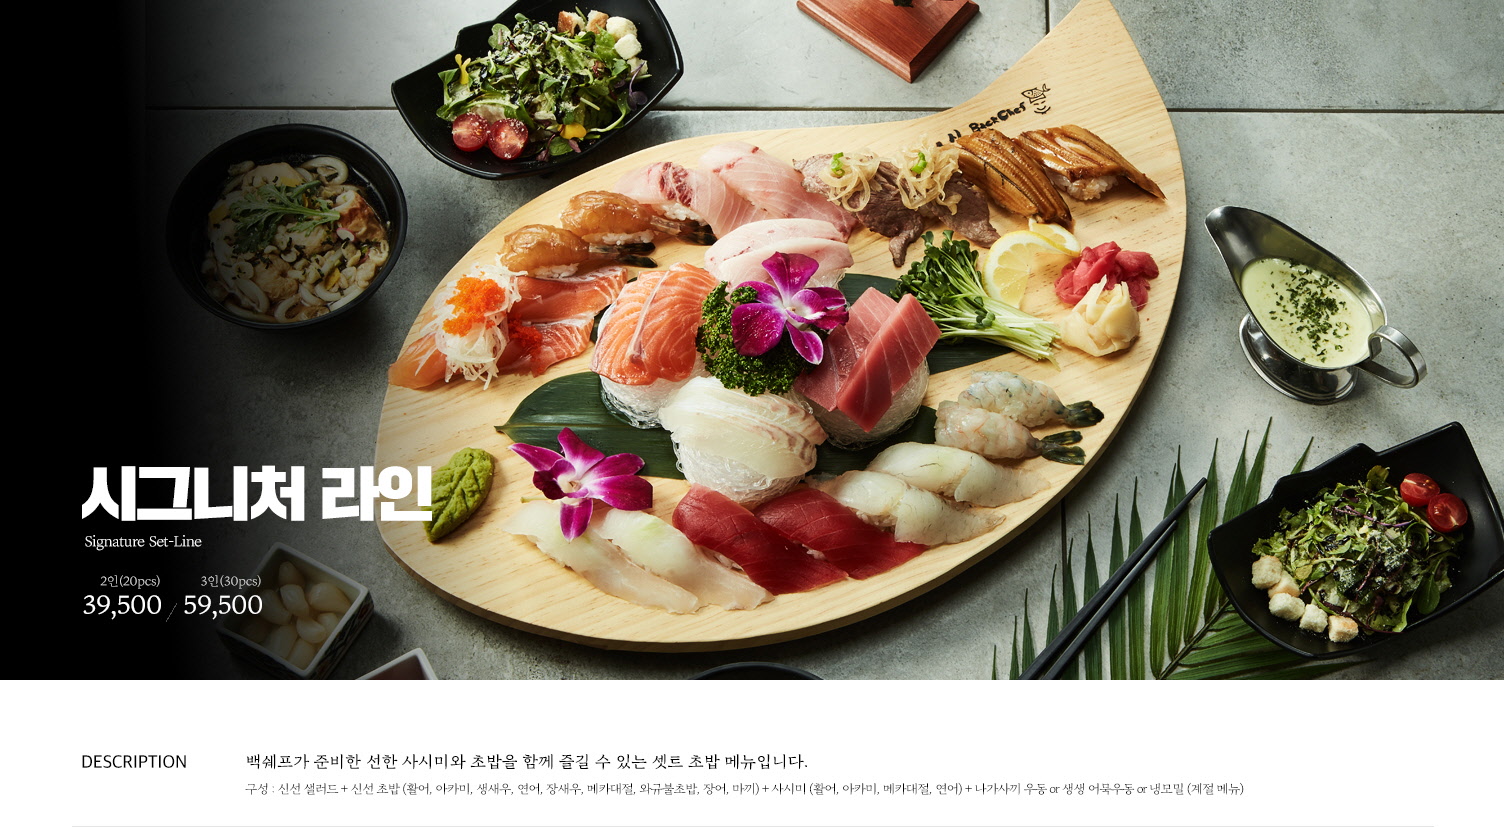 BackChef
시그니처 라인
Signature Set-Line
2인(20pcs) 3인(30pcs)
39,500 / 59,500
DESCRIPTION 백쉐프가 준비한 선한 사시미와 초밥을 함께 즐길 수 있는 셋트 초밥 메뉴입니다.
구성 : 신선 샐러드 + 신선 초밥 (활어, 아카미, 생새우, 연어, 장새우, 메카대절, 와규불초밥, 장어, 마끼) + 사시미 (활어, 아카미, 메카대절, 연어) + 나가사끼 우동 or 생생 어묵우동 or 냉모밀 (계절 메뉴)